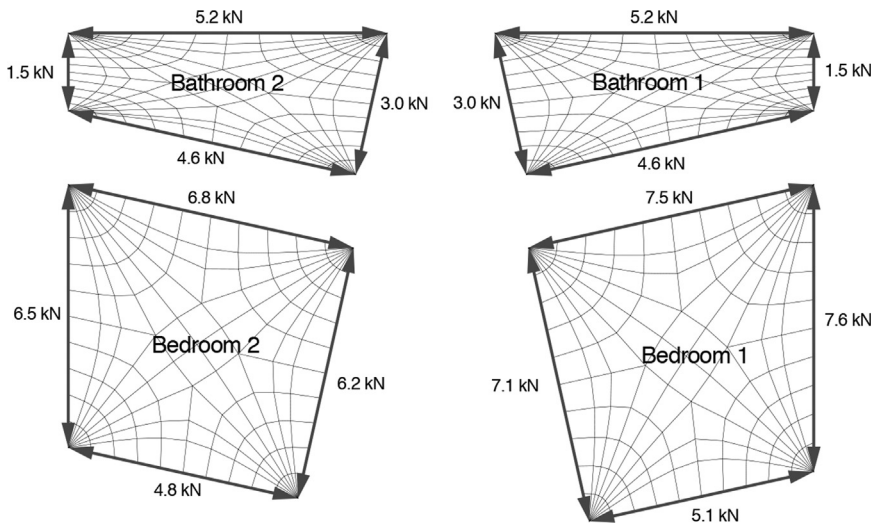 5.2 kN
5.2 kN
1.5 kN
Bathroom 2
3.0 kN
4.6 kN
3.0 kN
Bathroom 1
1.5 kN
4.6 kN
6.8 kN
7.5 kN
6.5 kN
Bedroom 2
6.2 kN
4.8 kN
7.1 kN
Bedroom 1
7.6 kN
5.1 kN